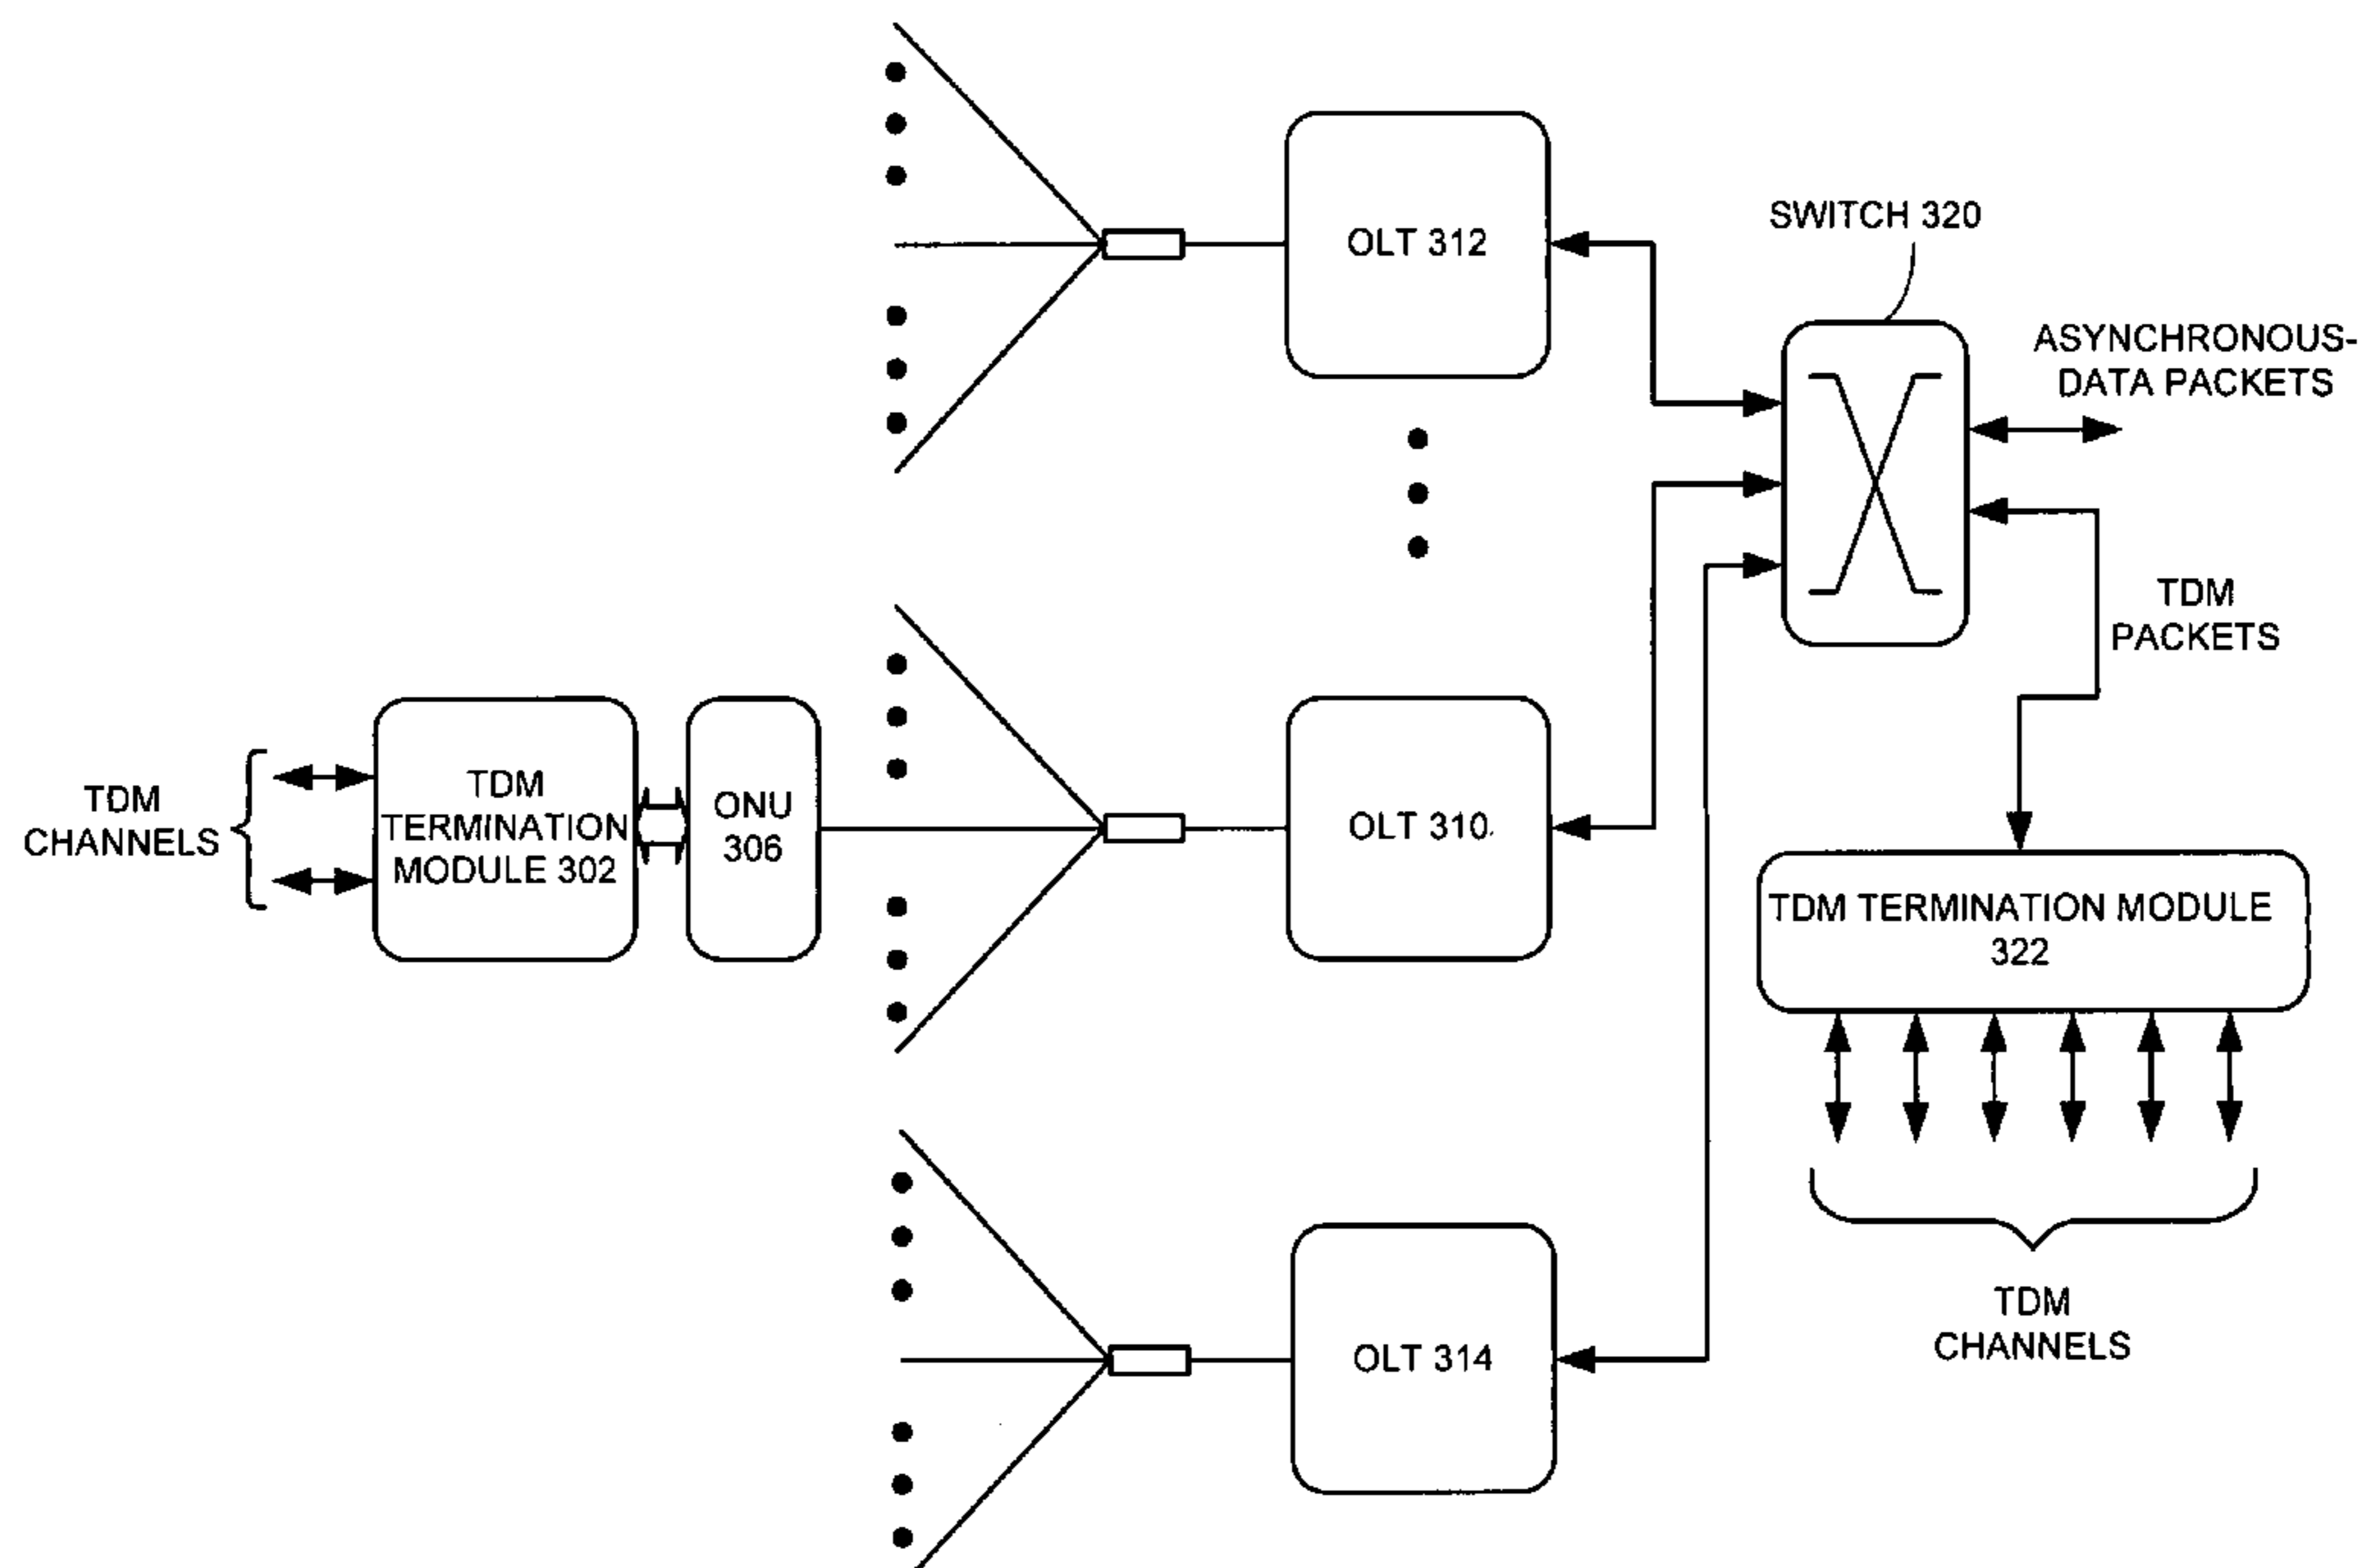 OLT 312
SWITCH 320
ASYNCHRONOUS-
DATA PACKETS
TDM
PACKETS
TDM
CHANNELS
TDM
TERMINATION
MODULE 302
ONU
306
OLT 310
TDM TERMINATION MODULE
322
OLT 314
TDM
CHANNELS